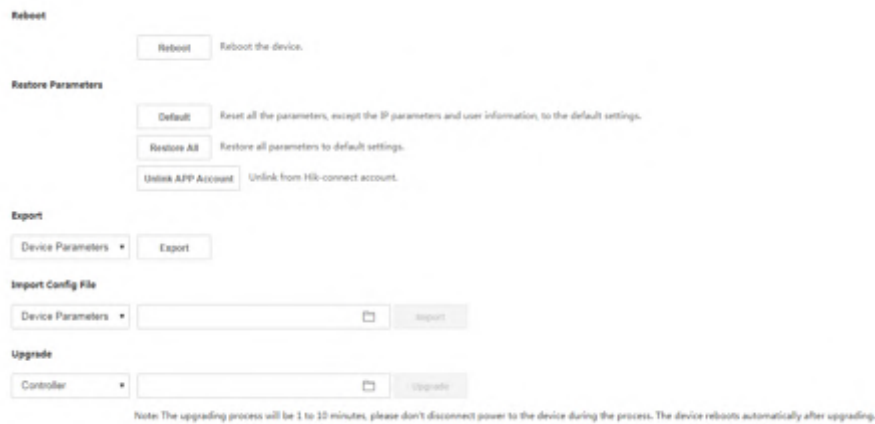 Reboot
Reboot Reboot the device.
Restore Parameters
Default Reset all the parameters, except the IP parameters and user information, to the default settings.
Restore All Restore all parameters to default settings.
Unlink APP Account Unlink from Hik-connect account.
Export
Device Parameters Export
Import Config File
Device Parameters Import
Upgrade
Controller Upgrade
Note: The upgrading process will be 1 to 10 minutes, please don't disconnect power to the device during the process. The device reboots automatically after upgrading.